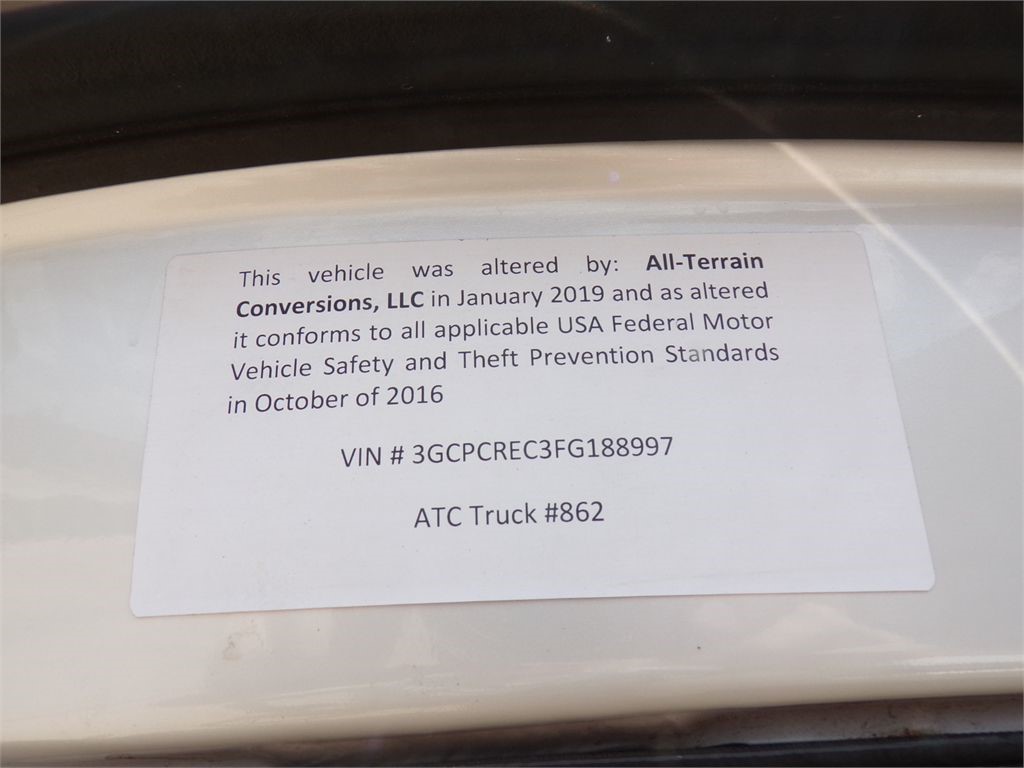 This vehicle was altered by: All-Terrain
Conversions, LLC in January 2019 and as altered
it conforms to all applicable USA Federal Motor
Vehicle Safety and Theft Prevention Standards
in October of 2016
VIN # 3GCPCREC3FG188997
ATC Truck #862